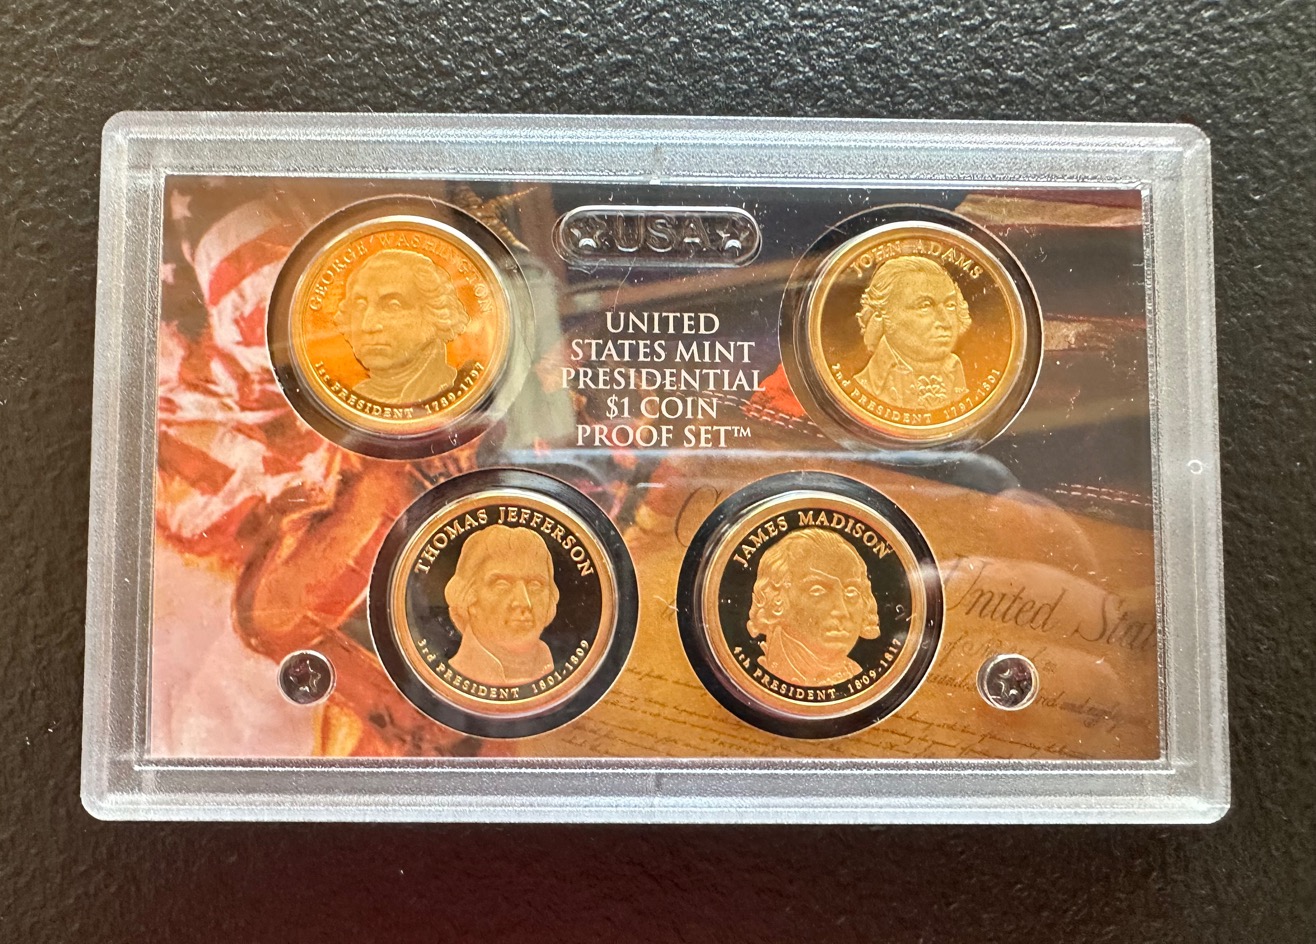 USA
GEORGE WASHINGTON
1st PRESIDENT 1789-1797
JOHN ADAMS
2nd PRESIDENT 1797-1801
UNITED
STATES MINT
PRESIDENTIAL
$1 COIN
PROOF SET™
THOMAS JEFFERSON
3rd PRESIDENT 1801-1809
JAMES MADISON
4th PRESIDENT 1809-1817
United